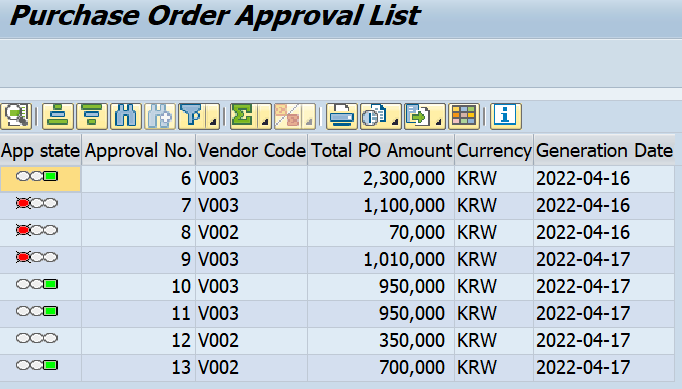 Purchase Order Approval List
App state Approval No. Vendor Code Total PO Amount Currency Generation Date
6 V003 2,300,000 KRW 2022-04-16
7 V003 1,100,000 KRW 2022-04-16
8 V002 70,000 KRW 2022-04-16
9 V003 1,010,000 KRW 2022-04-17
10 V003 950,000 KRW 2022-04-17
11 V003 950,000 KRW 2022-04-17
12 V002 350,000 KRW 2022-04-17
13 V002 700,000 KRW 2022-04-17